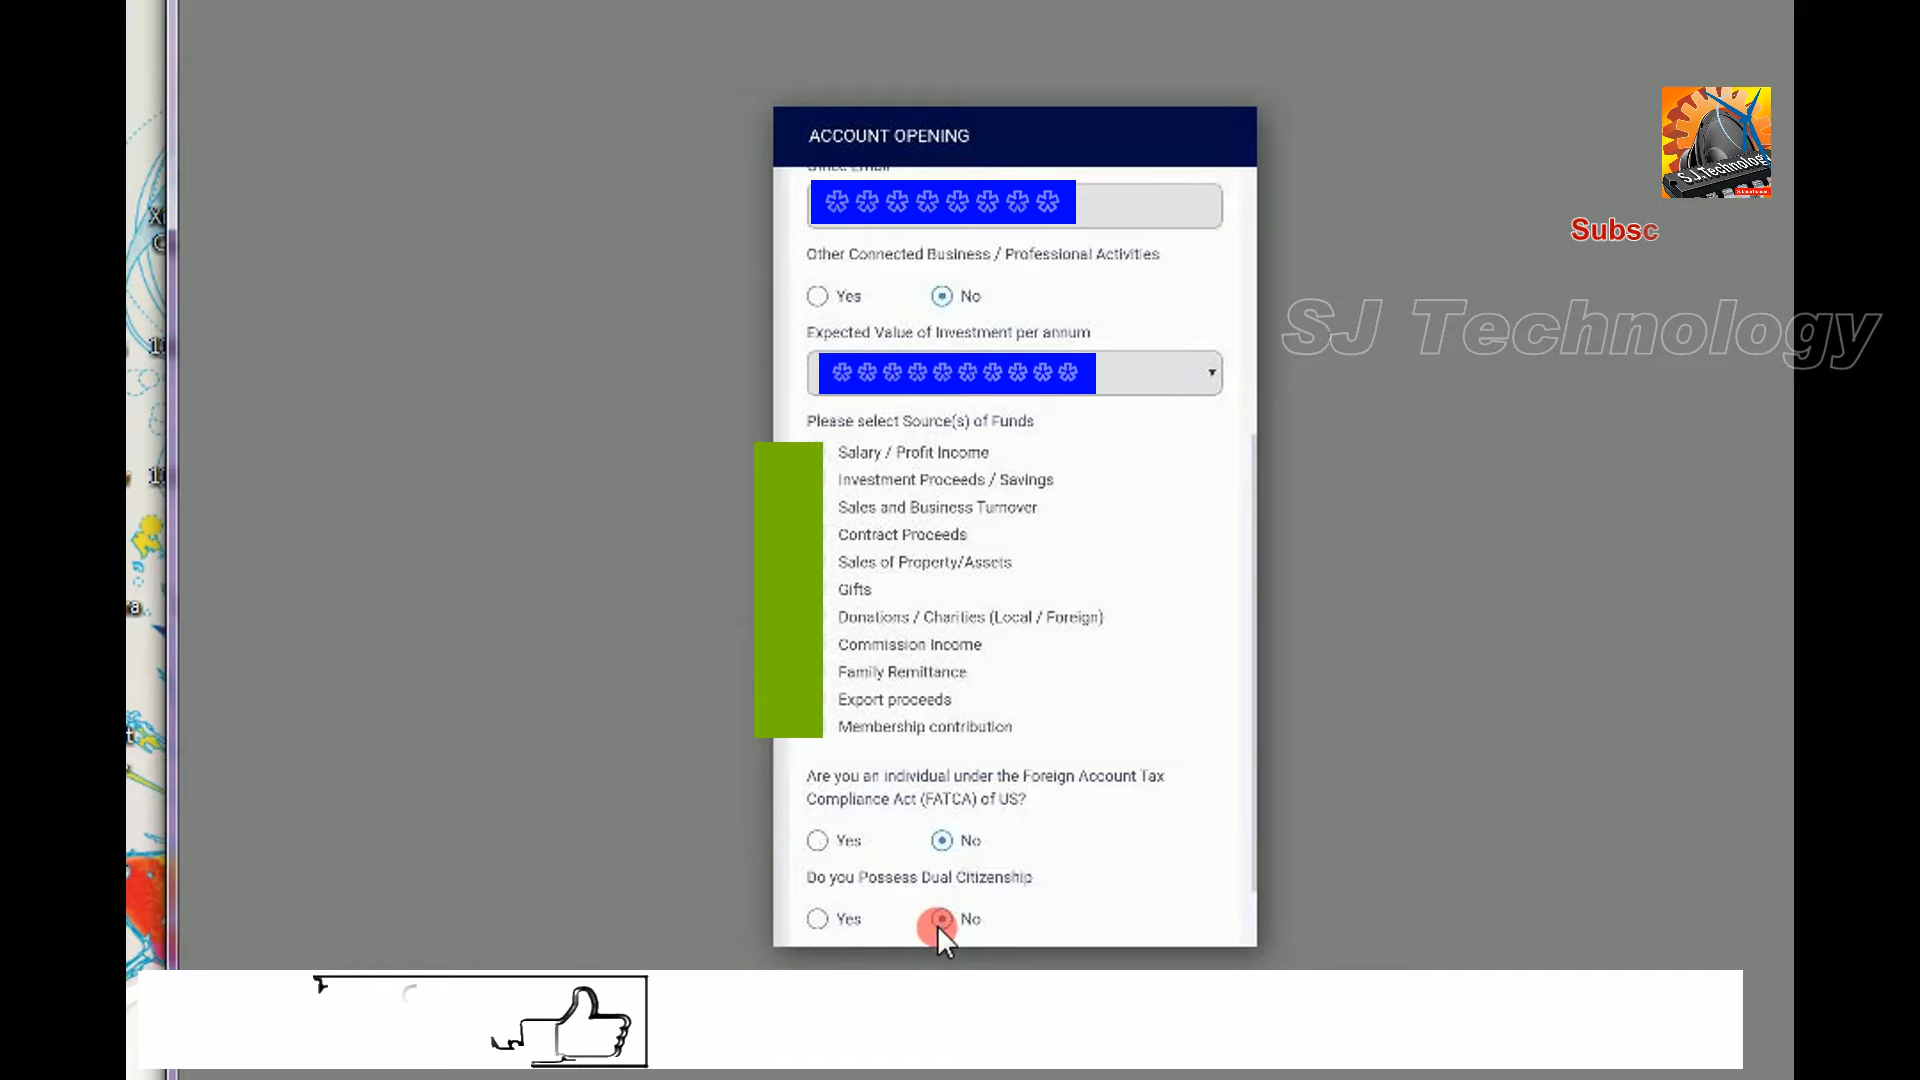 ACCOUNT OPENING
Office Email
********
Other Connected Business / Professional Activities
Yes
No
Expected Value of Investment per annum
**********
Please select Source(s) of Funds
Salary / Profit Income
Investment Proceeds / Savings
Sales and Business Turnover
Contract Proceeds
Sales of Property/Assets
Gifts
Donations / Charities (Local / Foreign)
Commission Income
Family Remittance
Export proceeds
Membership contribution
Are you an individual under the Foreign Account Tax
Compliance Act (FATCA) of US?
Yes
No
Do you Possess Dual Citizenship
Yes
No
S.J.Technology
Subsc
SJ Technology